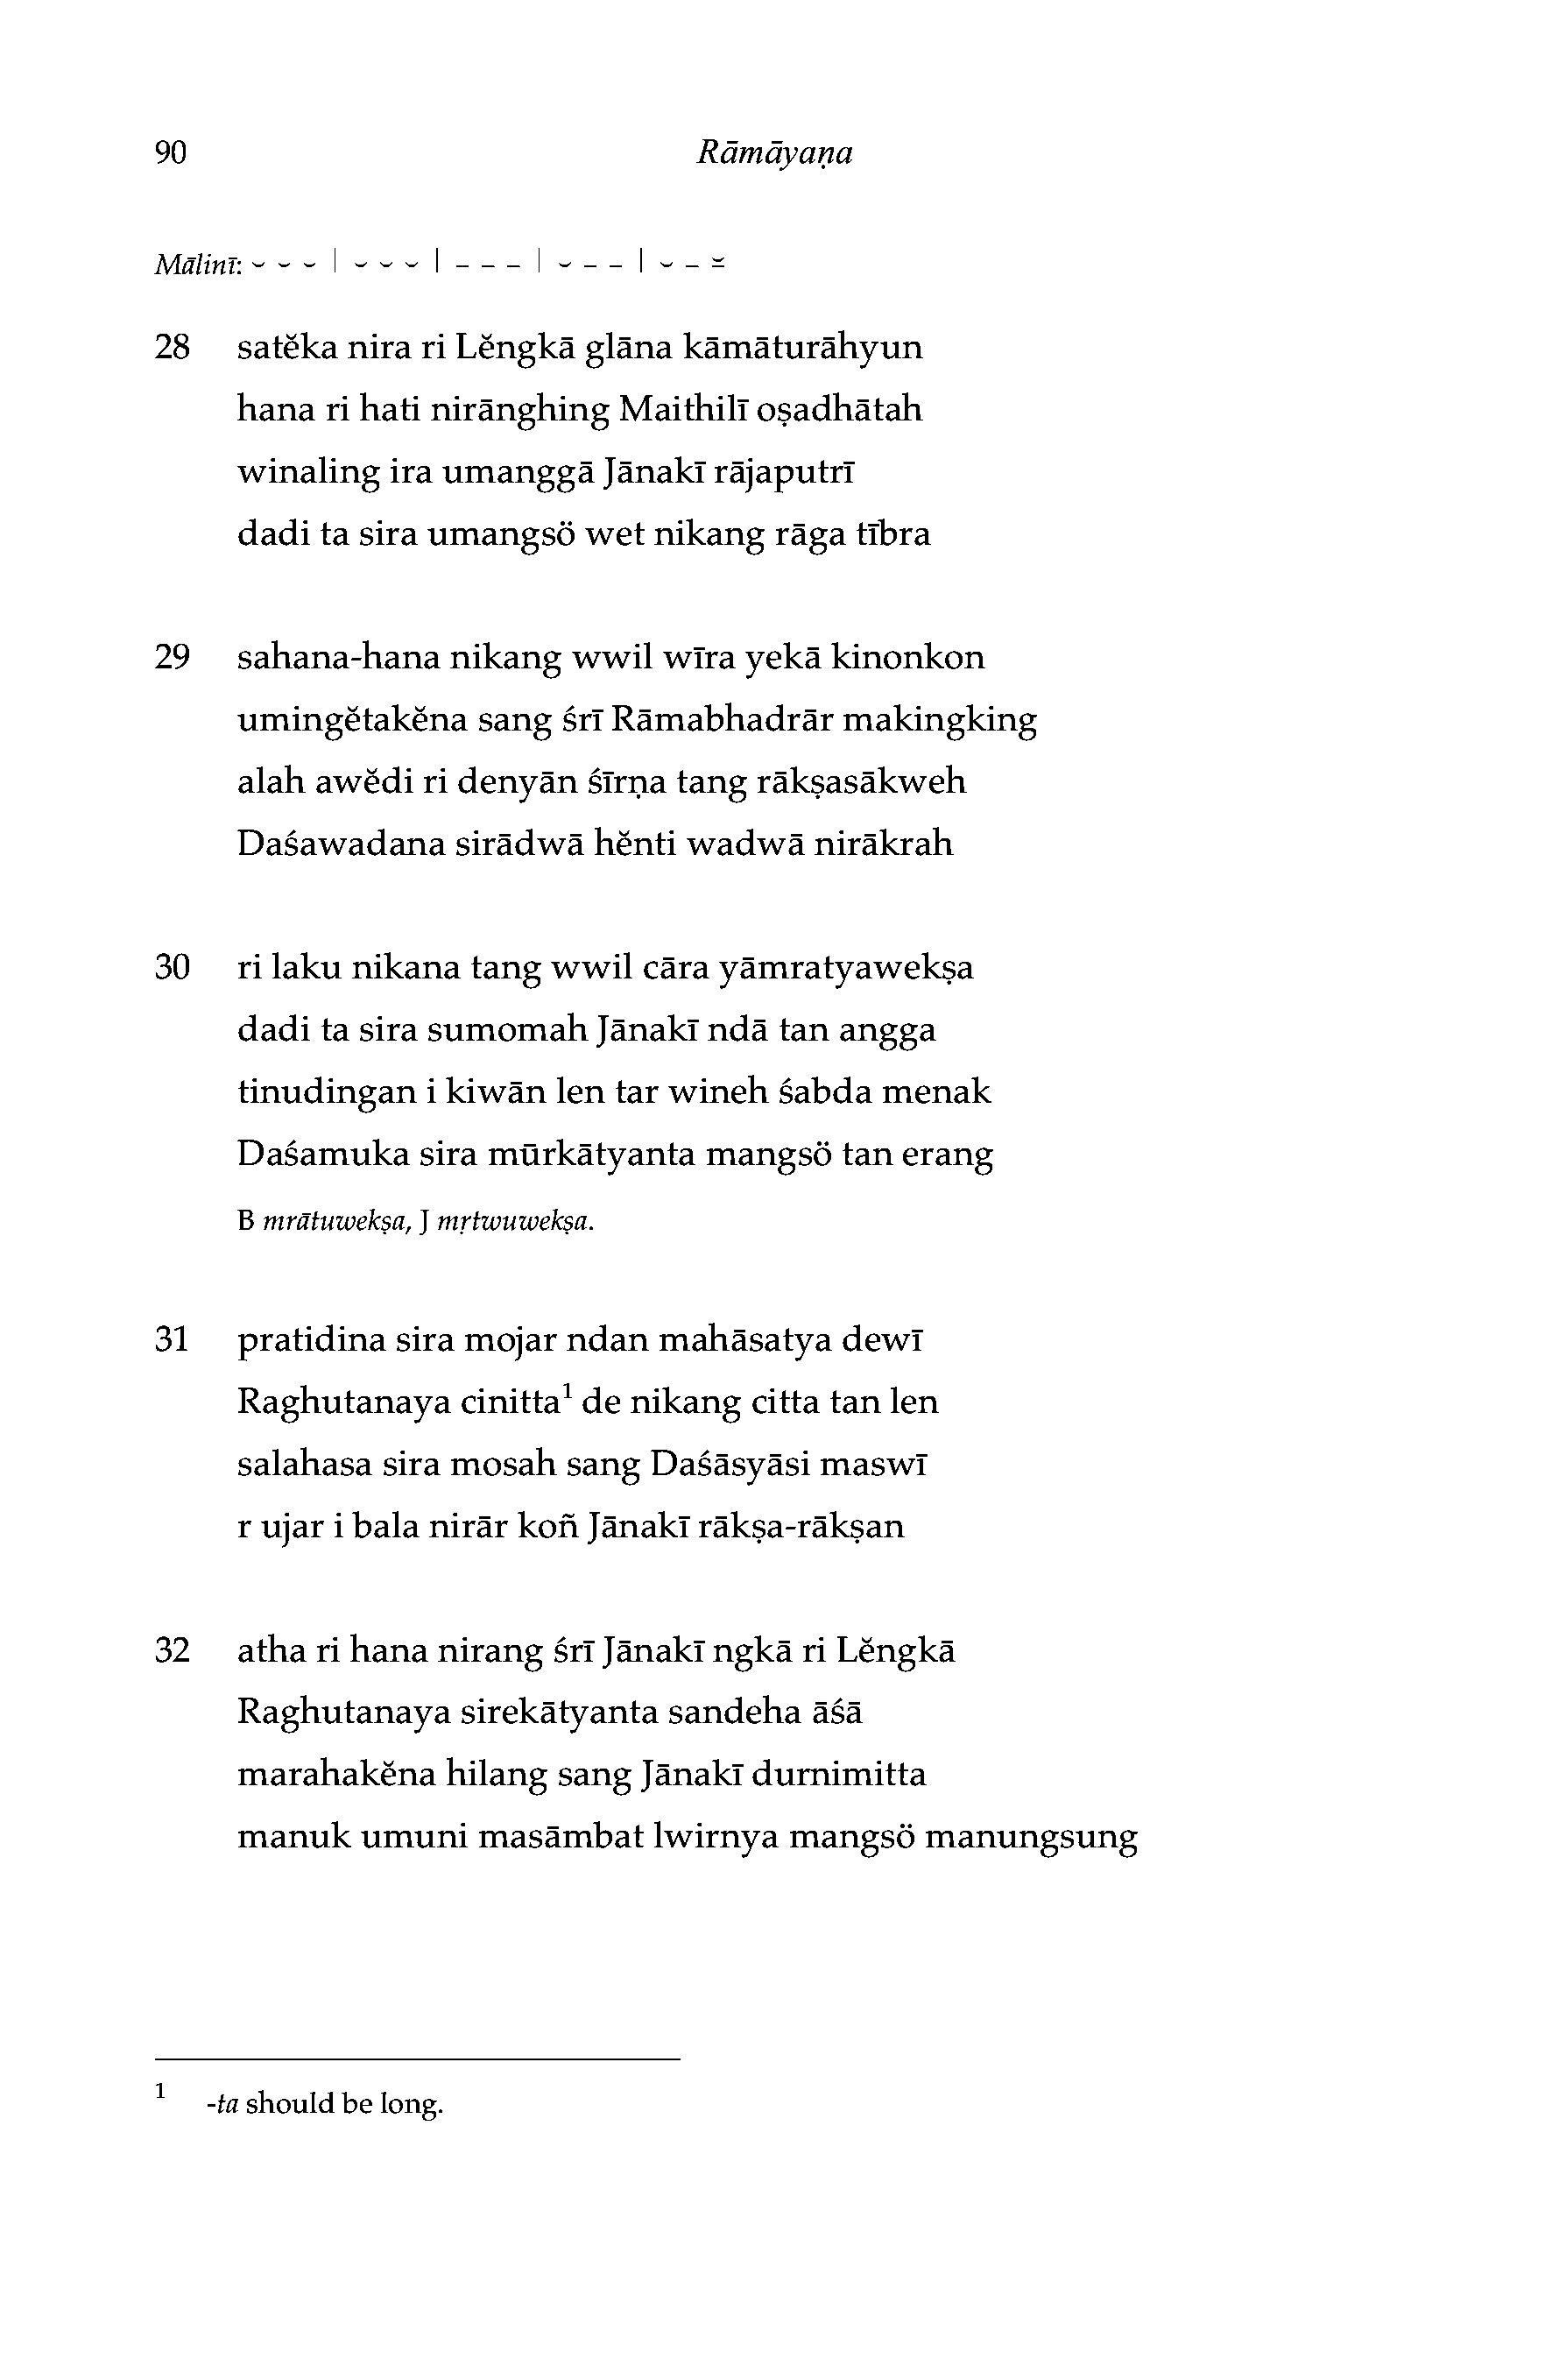 90 Rāmāyaṇa
Mālinī: ⏑ ⏑ ⏑ | ⏑ ⏑ ⏑ | – – – | ⏑ – – | ⏑ – ⏓
28 satĕka nira ri Lĕngkā glāna kāmāturāhyun
hana ri hati nirānghing Maithilī oṣadhātah
winaling ira umanggā Jānakī rājaputrī
dadi ta sira umangsö wet nikang rāga tībra
29 sahana-hana nikang wwil wīra yekā kinonkon
umingĕtakĕna sang śrī Rāmabhadrār makingking
alah awĕdi ri denyān śīrṇa tang rākṣasākweh
Daśawadana sirādwā hĕnti wadwā nirākrah
30 ri laku nikana tang wwil cāra yāmratyawekṣa
dadi ta sira sumomah Jānakī ndā tan angga
tinudingan i kiwān len tar wineh śabda menak
Daśamuka sira mūrkātyanta mangsö tan erang
B mrātuwekṣa, J mṛtwuwekṣa.
31 pratidina sira mojar ndan mahāsatya dewī
Raghutanaya cinitta¹ de nikang citta tan len
salahasa sira mosah sang Daśāsyāsi maswī
r ujar i bala nirār koñ Jānakī rākṣa-rākṣan
32 atha ri hana nirang śrī Jānakī ngkā ri Lĕngkā
Raghutanaya sirekātyanta sandeha āśā
marahakĕna hilang sang Jānakī durnimitta
manuk umuni masāmbat lwirnya mangsö manungsung
1 -ta should be long.